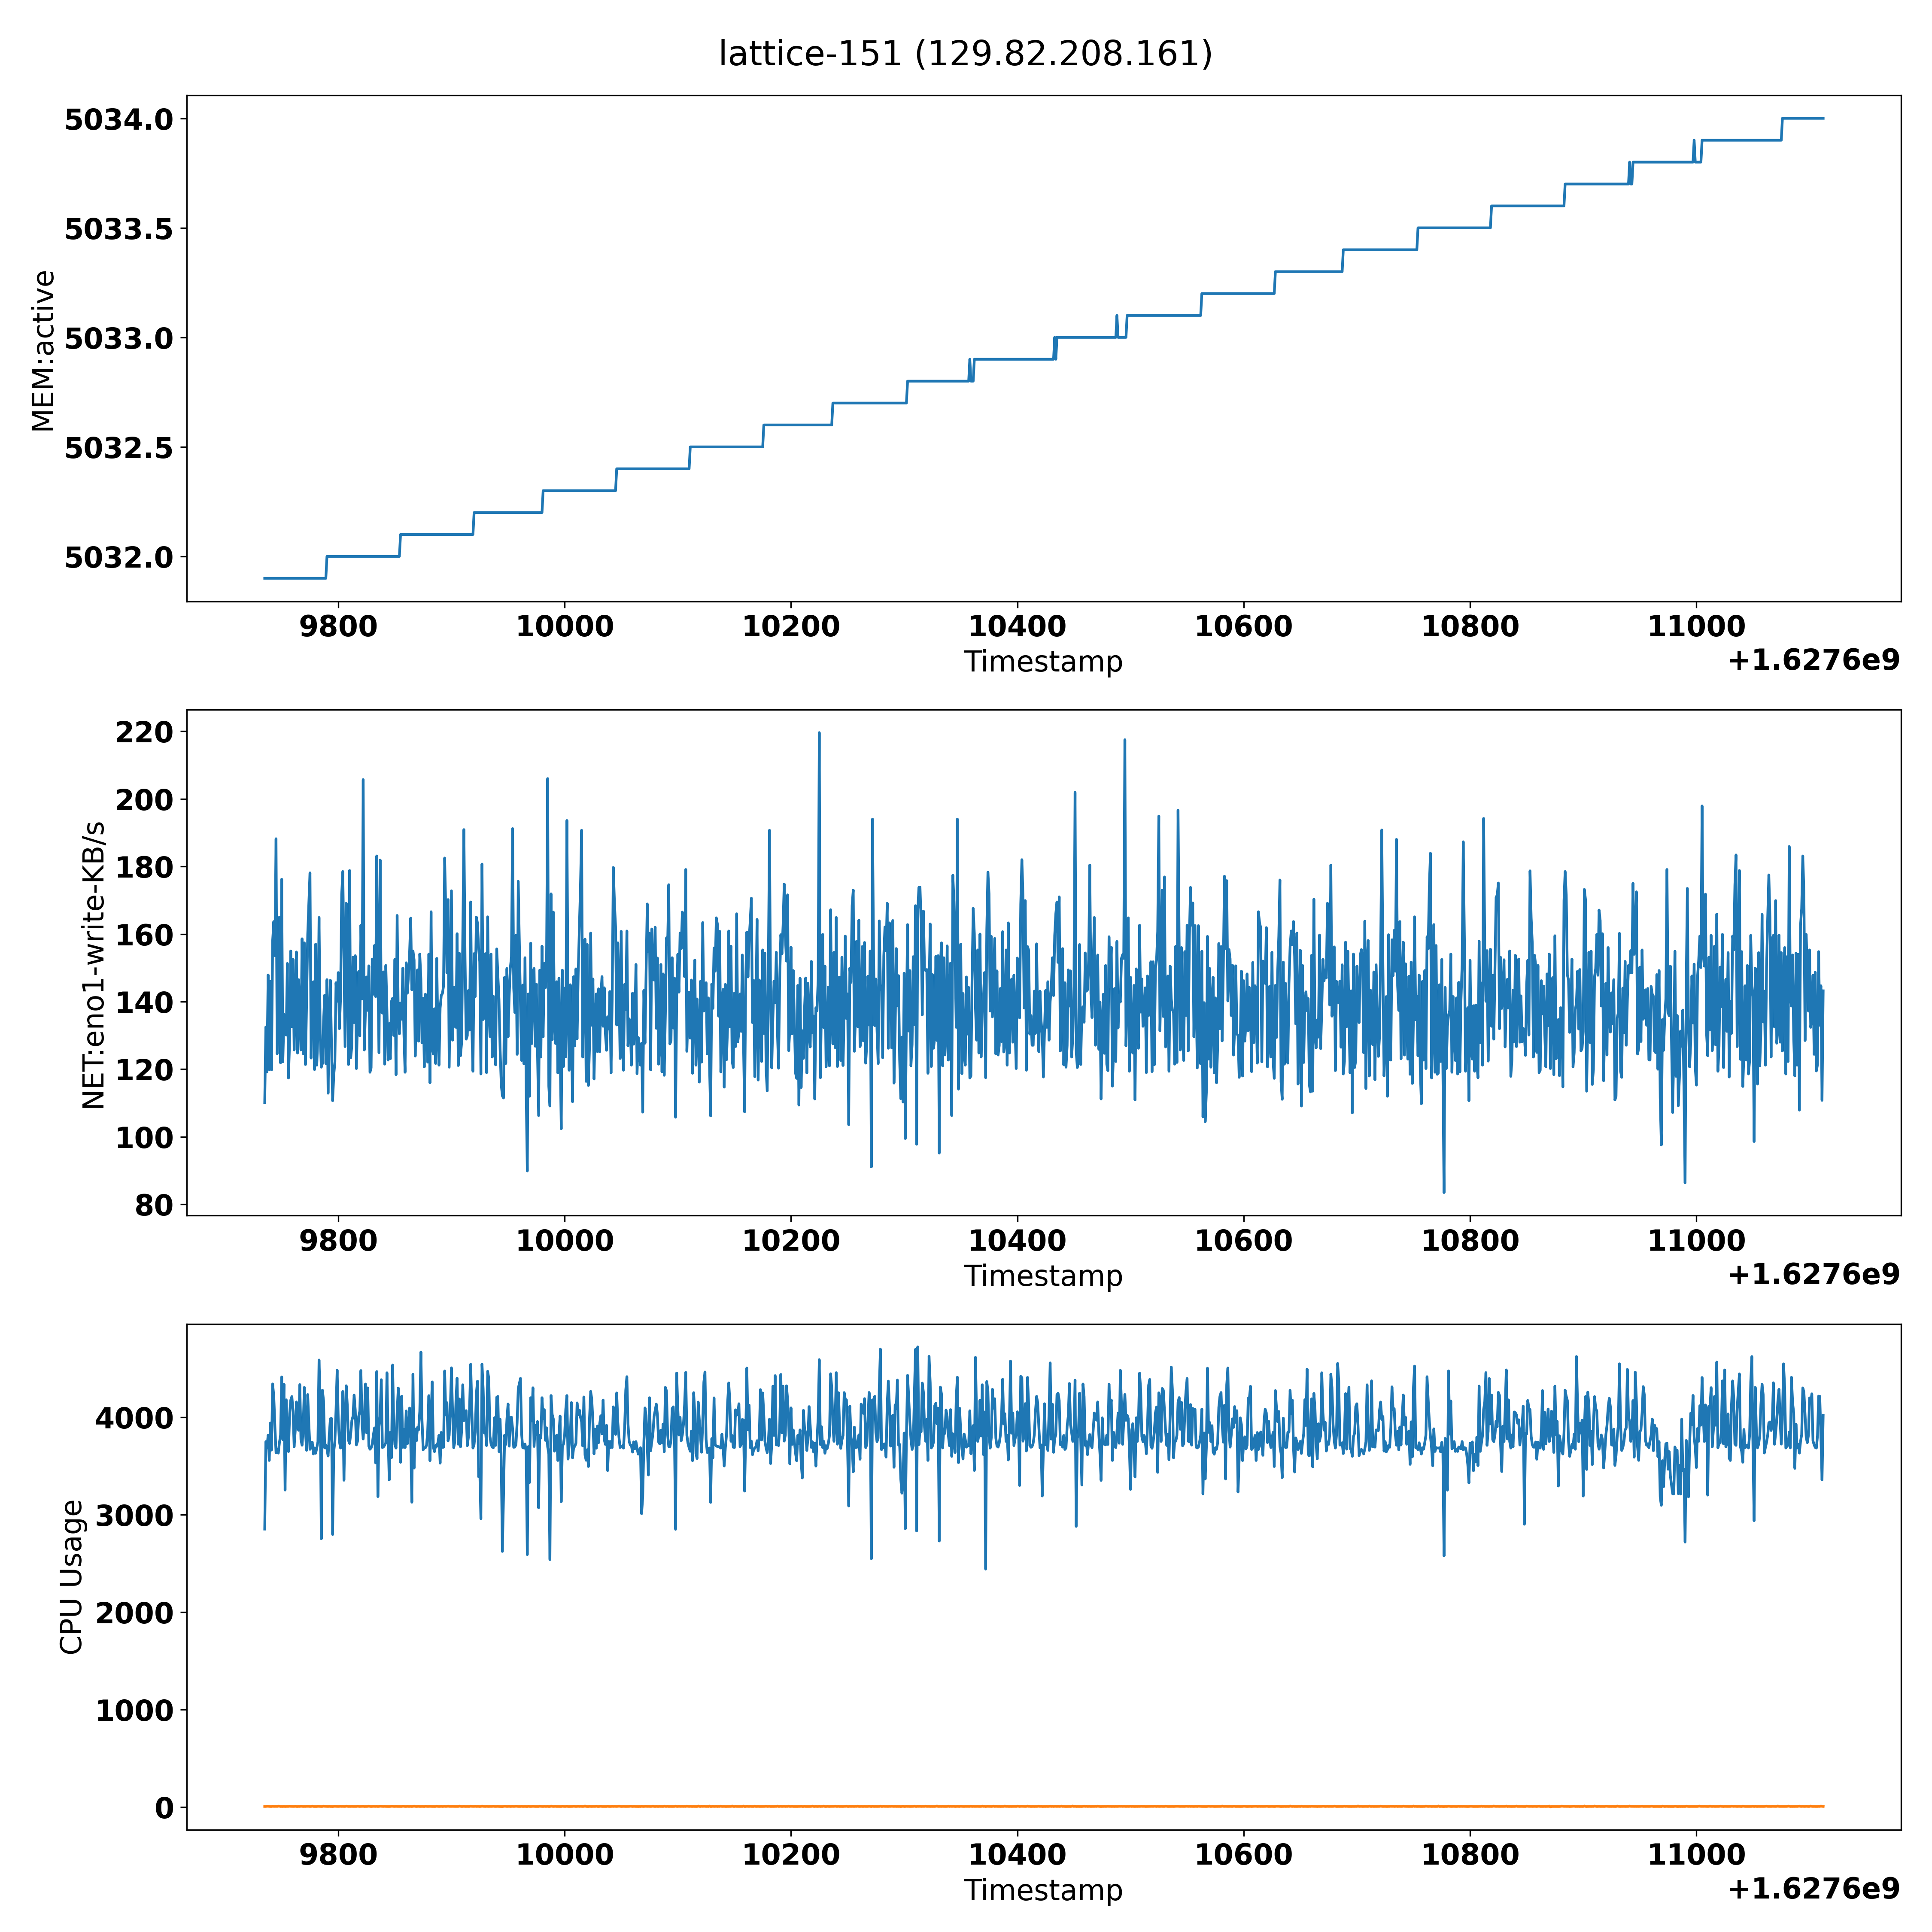 lattice-151 (129.82.208.161)
5034.0
5033.5
5033.0
5032.5
5032.0
MEM:active
9800 10000 10200 10400 10600 10800 11000
Timestamp
+1.6276e9
220
200
180
160
140
120
100
80
NET:eno1-write-KB/s
9800 10000 10200 10400 10600 10800 11000
Timestamp
+1.6276e9
4000
3000
2000
1000
0
CPU Usage
9800 10000 10200 10400 10600 10800 11000
Timestamp
+1.6276e9